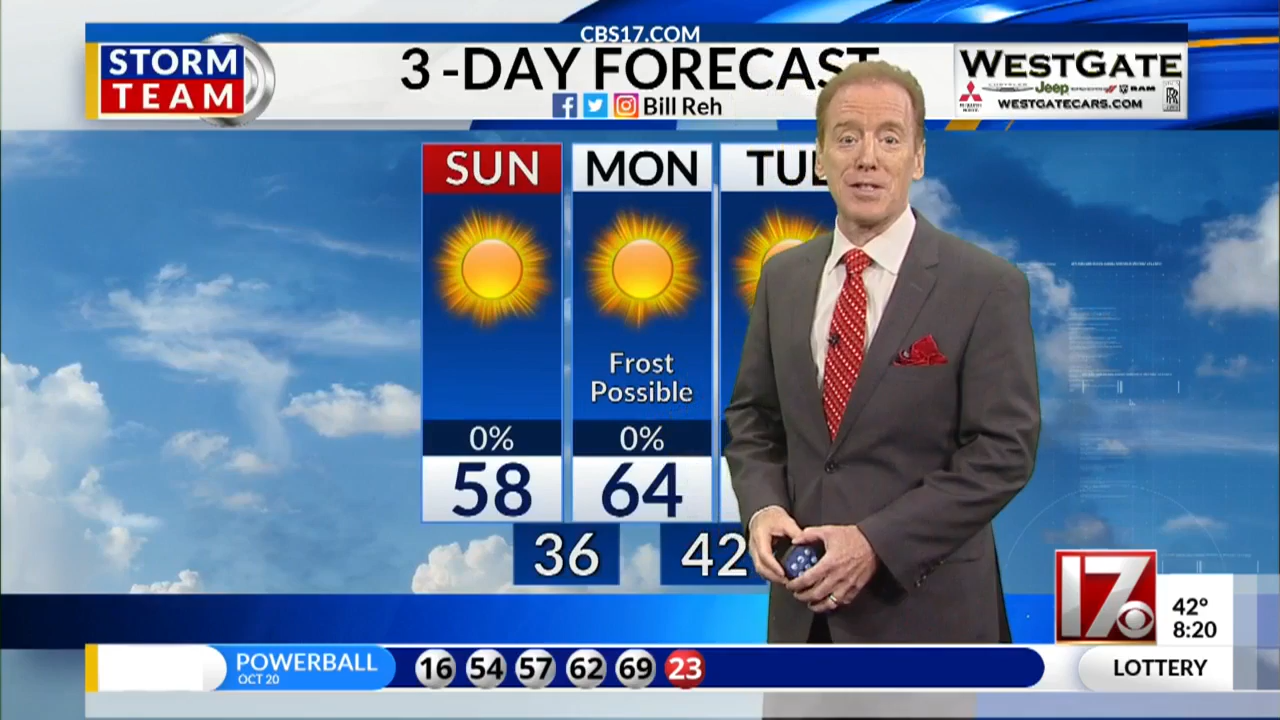 CBS17.COM
STORM
TEAM
3-DAY FORECAST
Bill Reh
WESTGATE
Jeep
RAM
WESTGATECARS.COM
SUN
MON
TUE
Frost
Possible
0%
0%
58
64
36
42
17
42°
8:20
POWERBALL
OCT 20
16 54 57 62 69 23
LOTTERY